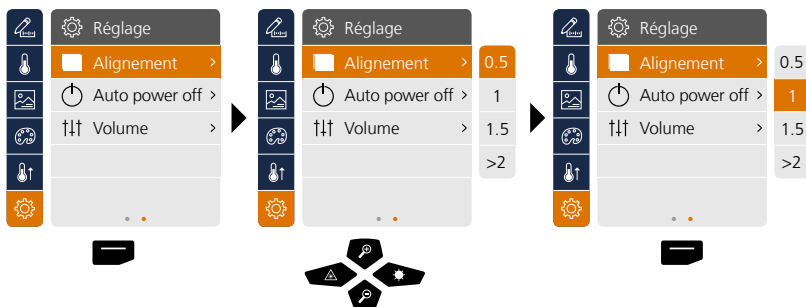 Réglage
Alignement
Auto power off
Volume
Réglage
Alignement
0.5
Auto power off
1
Volume
1.5
>2
Réglage
Alignement
0.5
Auto power off
1
Volume
1.5
>2